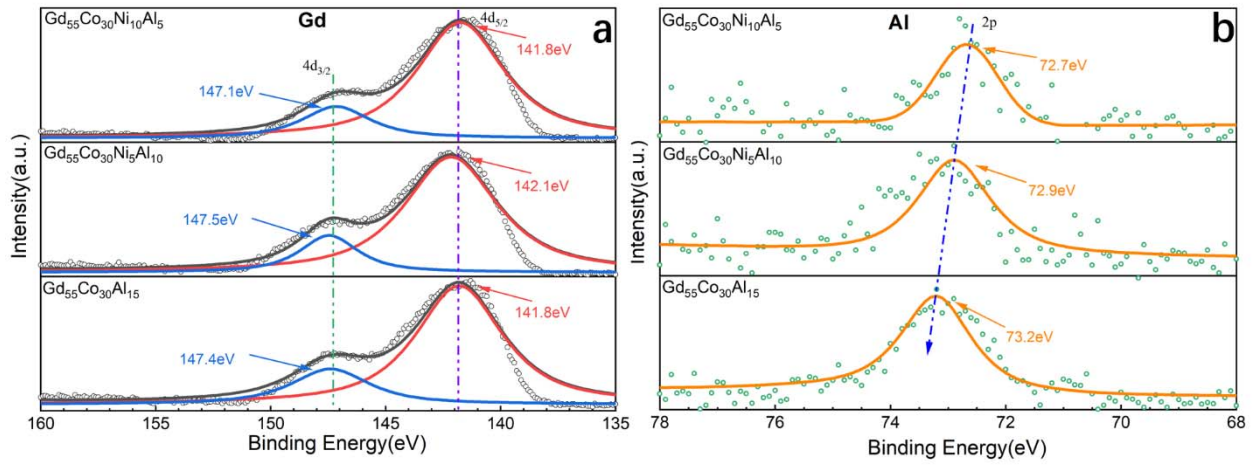 Gd₅₅Co₃₀Ni₁₀Al₅
Gd
4d₅/₂
a
141.8eV
4d₃/₂
147.1eV
Gd₅₅Co₃₀Ni₅Al₁₀
142.1eV
147.5eV
Gd₅₅Co₃₀Al₁₅
141.8eV
147.4eV
Intensity(a.u.)
160 155 150 145 140 135
Binding Energy(eV)
Gd₅₅Co₃₀Ni₁₀Al₅
Al
2p
b
72.7eV
Gd₅₅Co₃₀Ni₅Al₁₀
72.9eV
Gd₅₅Co₃₀Al₁₅
73.2eV
Intensity(a.u.)
78 76 74 72 70 68
Binding Energy(eV)